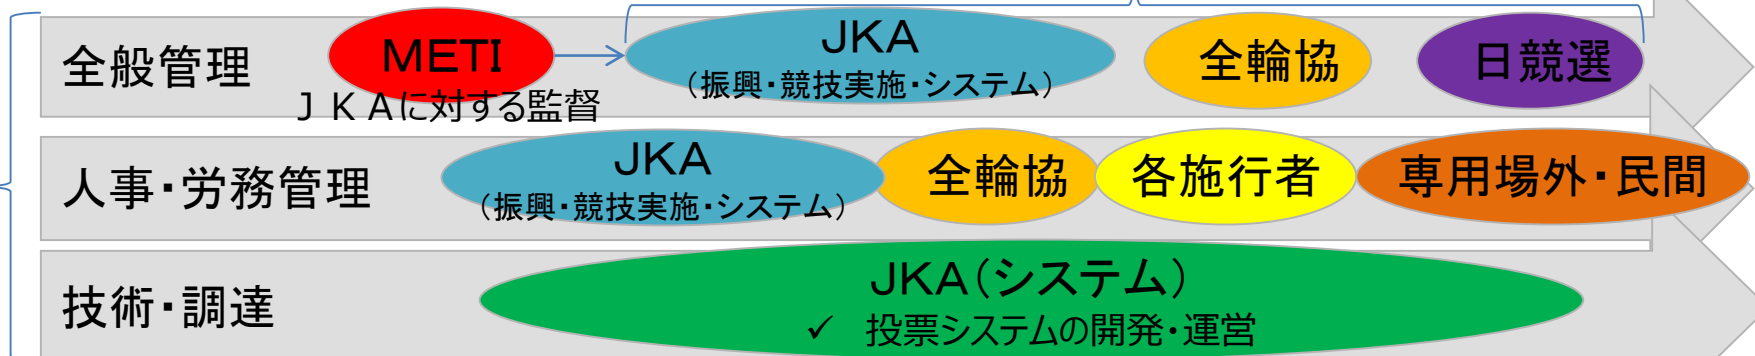 全般管理
METI
ＪＫＡに対する監督
JKA
（振興・競技実施・システム）
全輪協
日競選
人事・労務管理
JKA
（振興・競技実施・システム）
全輪協
各施行者
専用場外・民間
技術・調達
JKA（システム）
✓ 投票システムの開発・運営